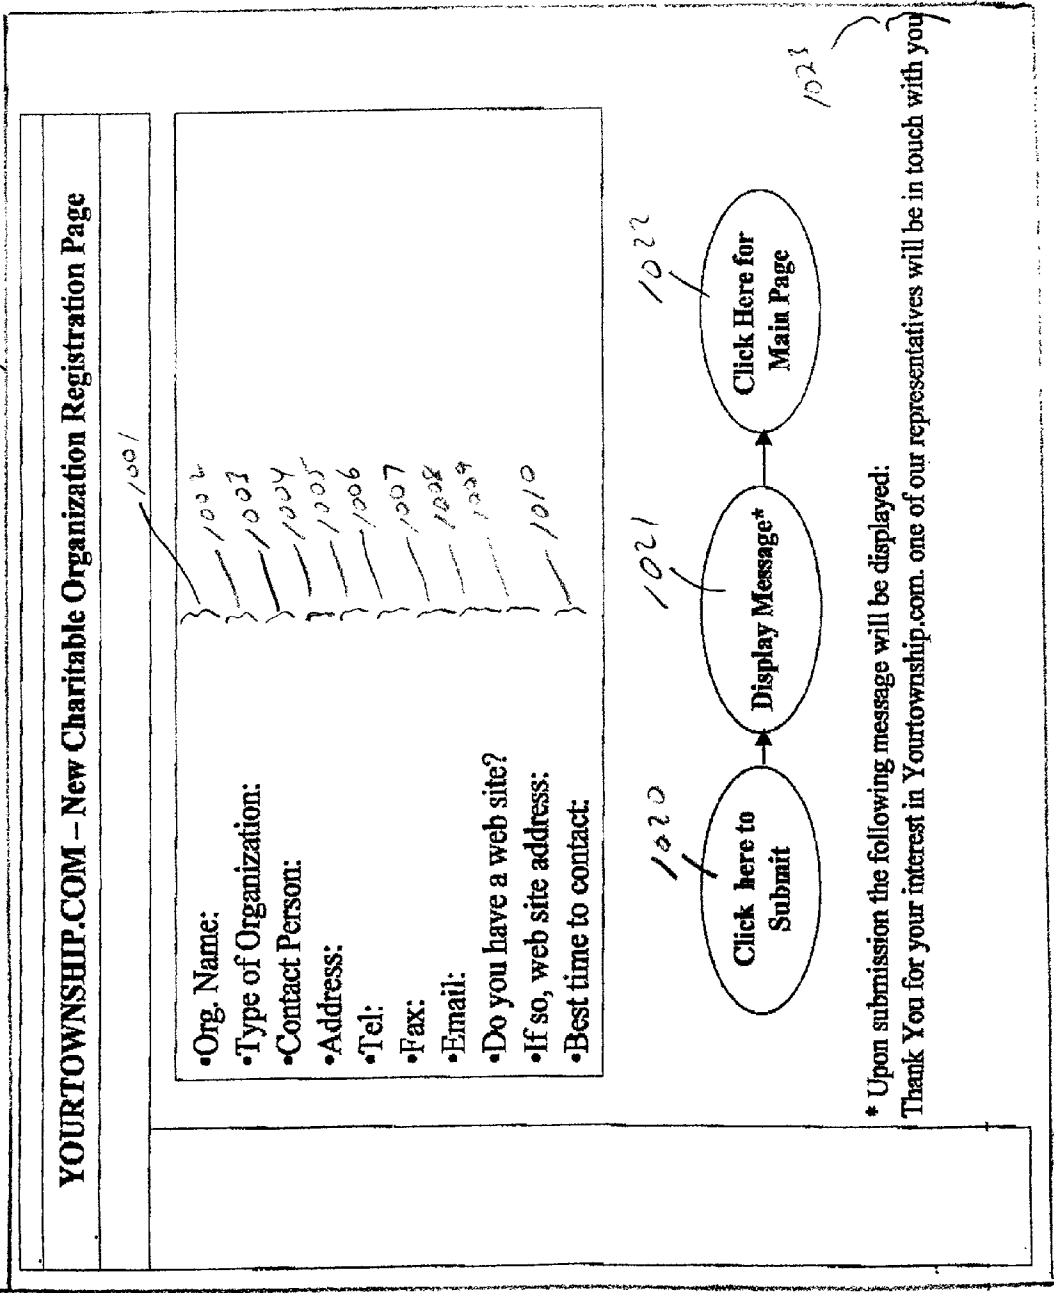 YOURTOWNSHIP.COM – New Charitable Organization Registration Page
1001
•Org. Name: 1002
•Type of Organization: 1003
•Contact Person: 1004
•Address: 1005
•Tel: 1006
•Fax: 1007
•Email: 1008
•Do you have a web site? 1009
•If so, web site address:
•Best time to contact: 1010
1020
1021
1022
Click here to
Submit
Display Message*
Click Here for
Main Page
1023
* Upon submission the following message will be displayed:
Thank You for your interest in Yourtownship.com. one of our representatives will be in touch with you